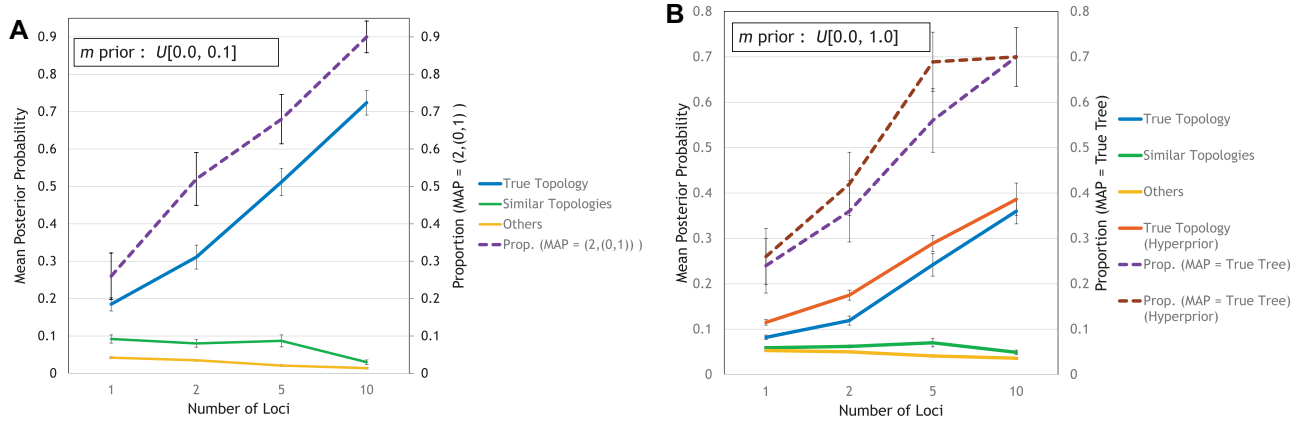 A
m prior : U[0.0, 0.1]
Mean Posterior Probability
0.9
0.8
0.7
0.6
0.5
0.4
0.3
0.2
0.1
0
0.9
0.8
0.7
0.6
0.5
0.4
0.3
0.2
0.1
0
Proportion (MAP = (2,(0,1) )
1 2 5 10
Number of Loci
True Topology
Similar Topologies
Others
Prop. (MAP = (2,(0,1)) )
B
m prior : U[0.0, 1.0]
Mean Posterior Probability
0.8
0.7
0.6
0.5
0.4
0.3
0.2
0.1
0
0.8
0.7
0.6
0.5
0.4
0.3
0.2
0.1
0
Proportion (MAP = True Tree)
1 2 5 10
Number of Loci
True Topology
Similar Topologies
Others
True Topology
(Hyperprior)
Prop. (MAP = True Tree)
Prop. (MAP = True Tree)
(Hyperprior)